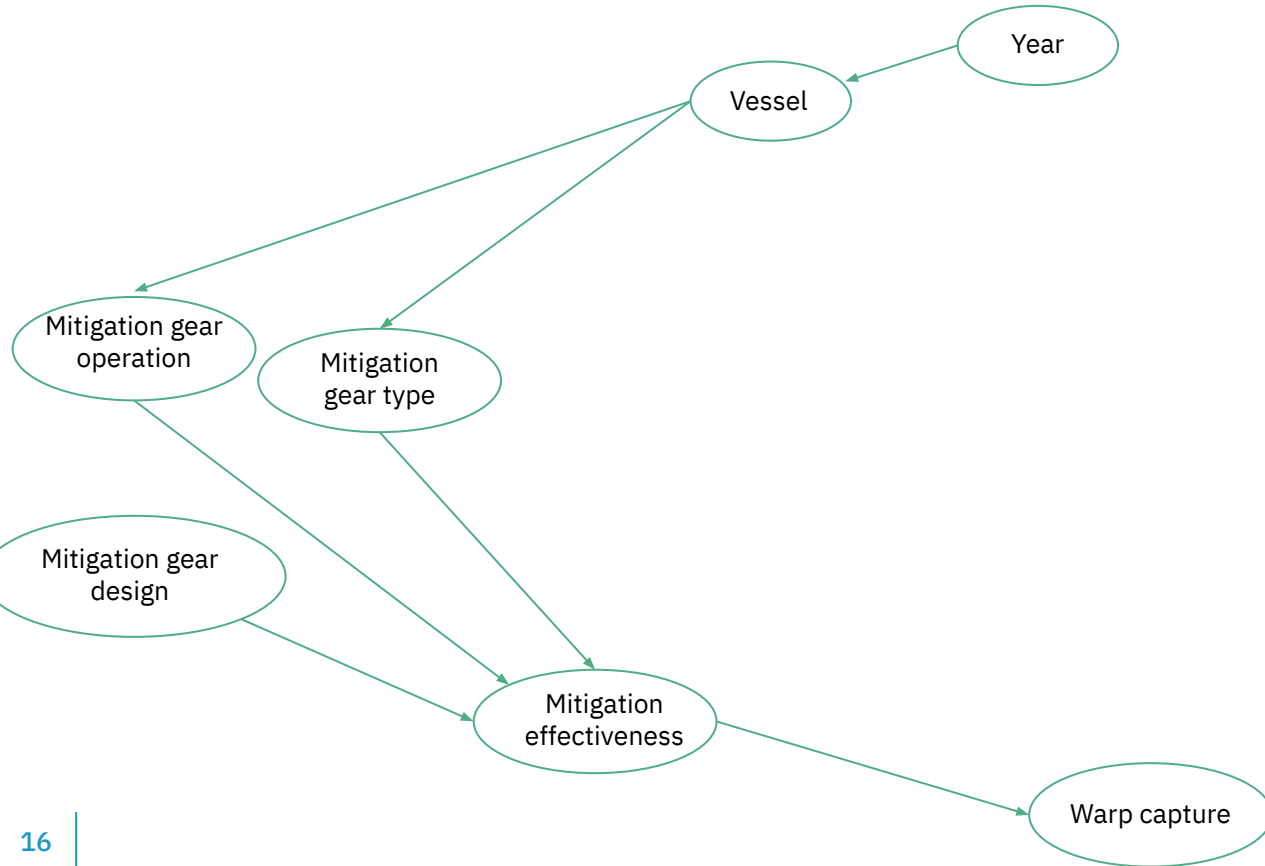 Year
Vessel
Mitigation gear
operation
Mitigation
gear type
Mitigation gear
design
Mitigation
effectiveness
Warp capture
16